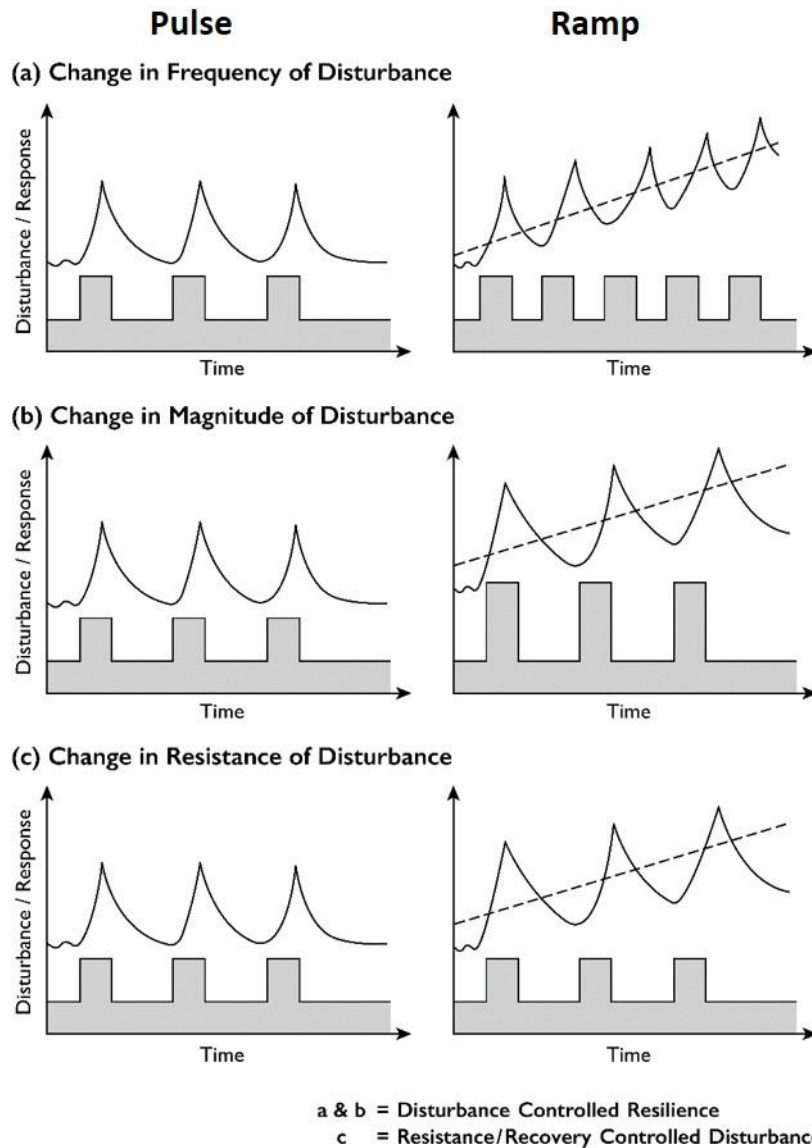 Pulse Ramp
(a) Change in Frequency of Disturbance
Disturbance / Response
Time Time
(b) Change in Magnitude of Disturbance
Disturbance / Response
Time Time
(c) Change in Resistance of Disturbance
Disturbance / Response
Time Time
a & b = Disturbance Controlled Resilience
c = Resistance/Recovery Controlled Disturbanc